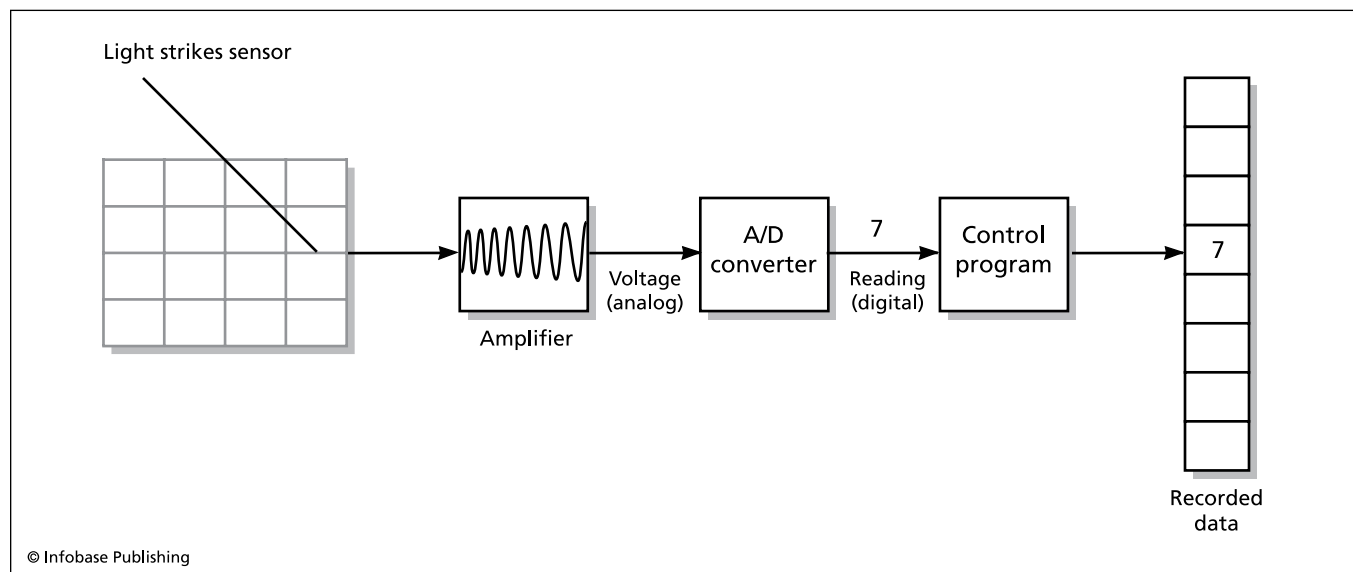 Light strikes sensor
Amplifier
Voltage
(analog)
A/D
converter
7
Reading
(digital)
Control
program
7
Recorded
data
© Infobase Publishing